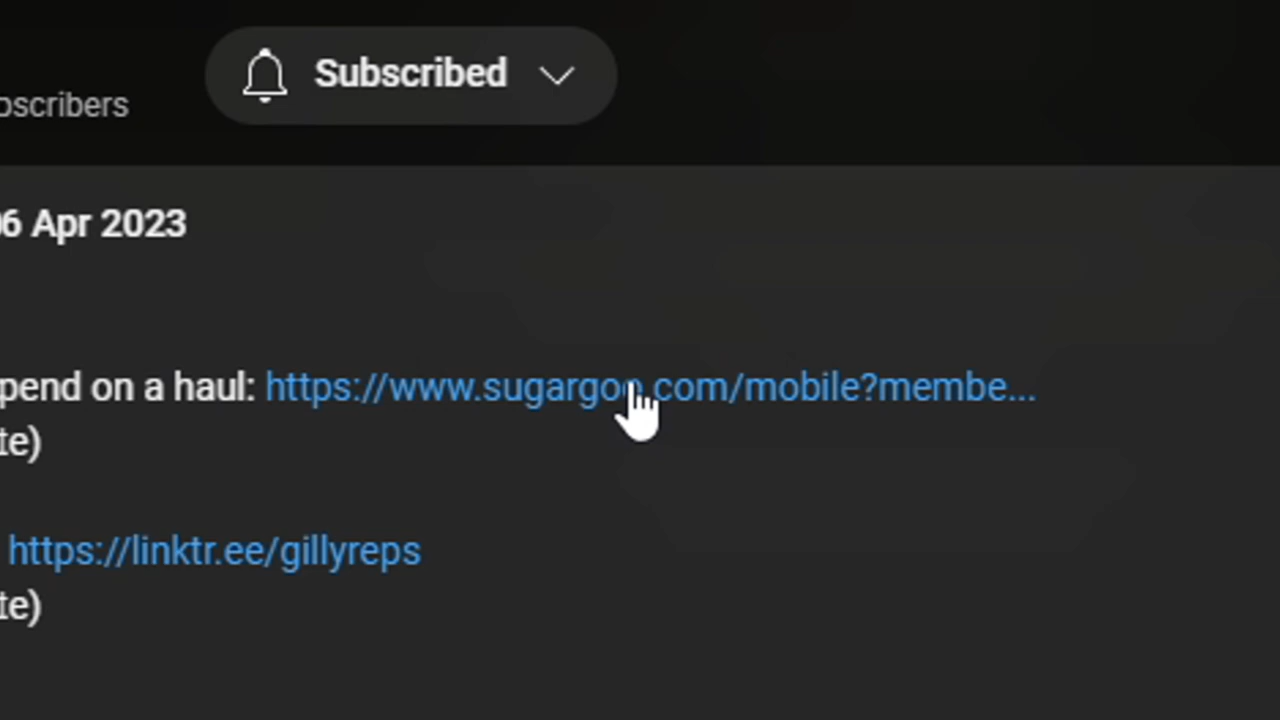 Subscribed
bscribers
06 Apr 2023
pend on a haul: https://www.sugargoo.com/mobile?membe...
te)
https://linktr.ee/gillyreps
te)